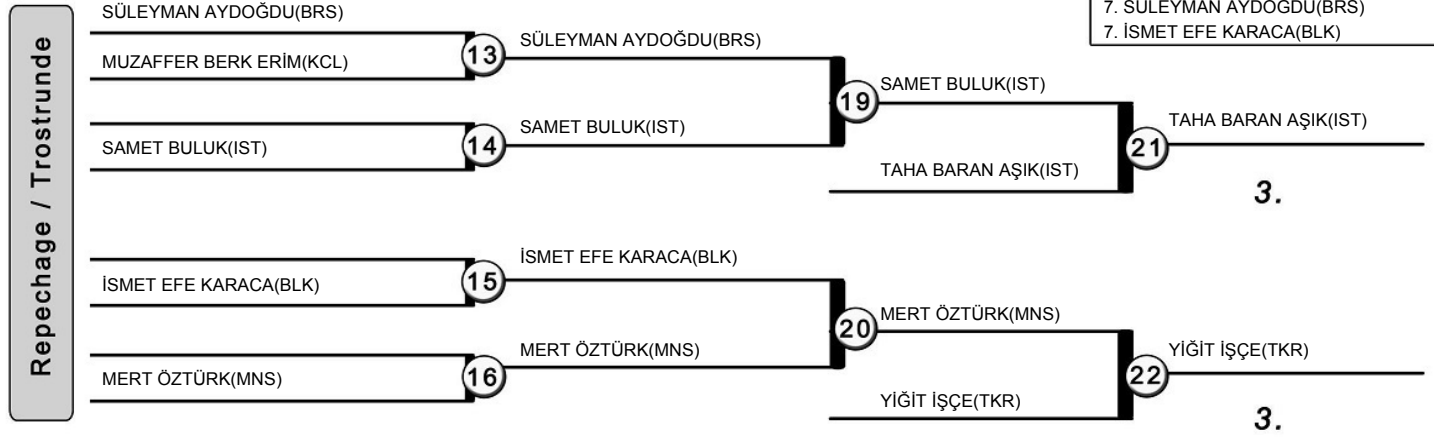 Repechage / Trostrunde
SÜLEYMAN AYDOĞDU(BRS)
MUZAFFER BERK ERİM(KCL)
13
SÜLEYMAN AYDOĞDU(BRS)
SAMET BULUK(IST)
14
SAMET BULUK(IST)
19
SAMET BULUK(IST)
TAHA BARAN AŞIK(IST)
21
TAHA BARAN AŞIK(IST)
3.
İSMET EFE KARACA(BLK)
15
İSMET EFE KARACA(BLK)
MERT ÖZTÜRK(MNS)
16
MERT ÖZTÜRK(MNS)
20
MERT ÖZTÜRK(MNS)
YİĞİT İŞÇE(TKR)
22
YİĞİT İŞÇE(TKR)
3.
7. SÜLEYMAN AYDOĞDU(BRS)
7. İSMET EFE KARACA(BLK)